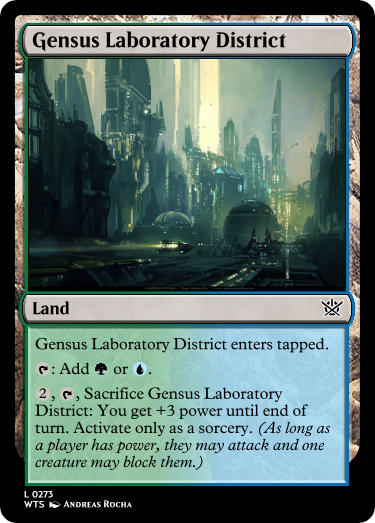 Gensus Laboratory District
Land
Gensus Laboratory District enters tapped.
: Add or .
2, , Sacrifice Gensus Laboratory
District: You get +3 power until end of
turn. Activate only as a sorcery. (As long as
a player has power, they may attack and one
creature may block them.)
L 0273
WTS Andreas Rocha